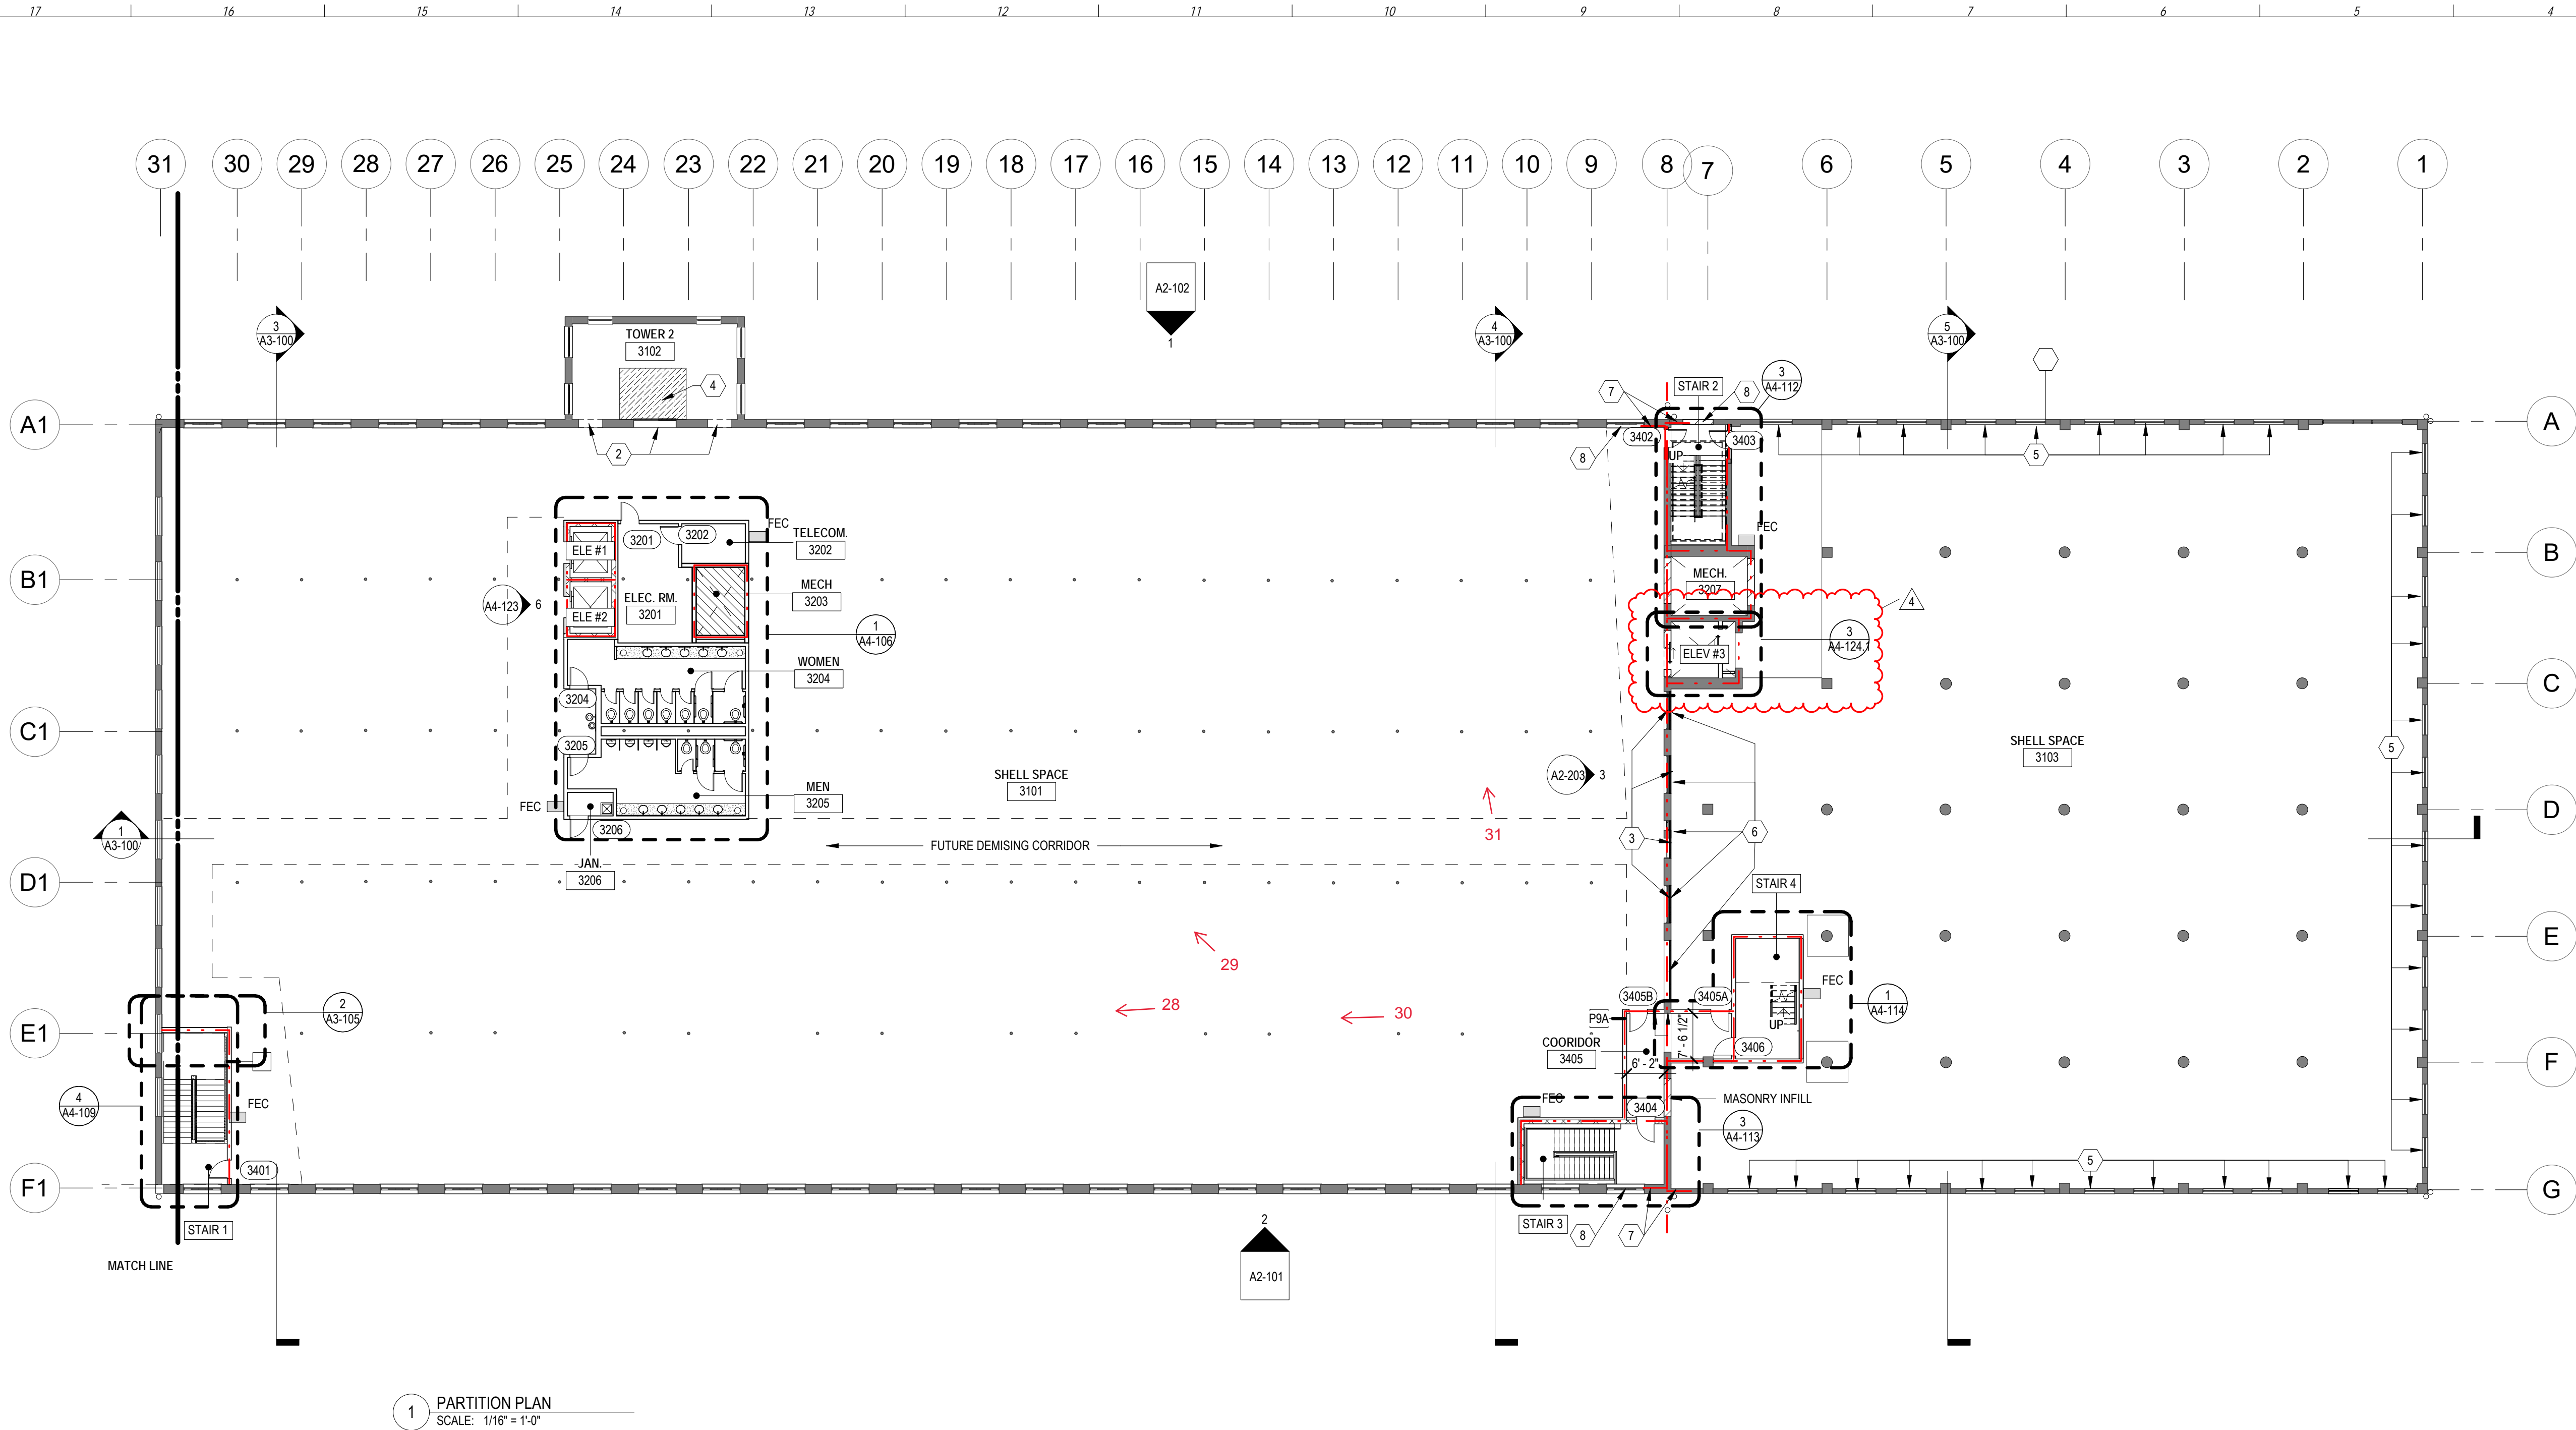 17 16 15 14 13 12 11 10 9 8 7 6 5 4
31 30 29 28 27 26 25 24 23 22 21 20 19 18 17 16 15 14 13 12 11 10 9 8 7 6 5 4 3 2 1
A2-102
1
3
A3-100
TOWER 2
3102
4
A3-100
5
A3-100
4
7
STAIR 2
8
3
A4-112
A1
A
2
8
3402
3403
UP
5
FEC
TELECOM.
3202
ELE #1
3201
3202
FEC
B1
B
MECH
3203
MECH.
3207
A4-123
6
ELEC. RM.
3201
ELE #2
1
A4-106
4
3
A4-124.1
ELEV #3
WOMEN
3204
3204
C
C1
3205
SHELL SPACE
3101
SHELL SPACE
3103
5
A2-203
3
MEN
3205
FEC
D
31
3206
1
A3-100
FUTURE DEMISING CORRIDOR
3
6
JAN.
3206
D1
STAIR 4
E
29
FEC
3405B
3405A
28
30
2
A3-105
1
A4-114
P9A
E1
7' - 6 1/2"
UP
COORIDOR
3405
3406
6' - 2"
F
4
A4-109
FEC
FEC
3404
MASONRY INFILL
3
A4-113
3401
5
F1
G
STAIR 1
STAIR 3
8
7
2
A2-101
MATCH LINE
1
PARTITION PLAN
SCALE: 1/16" = 1'-0"